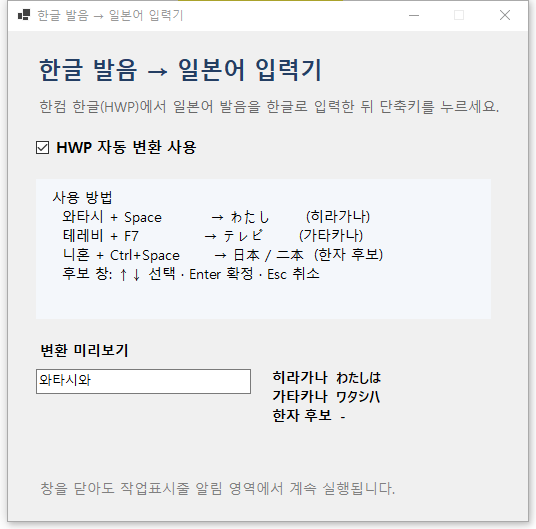 한글 발음 → 일본어 입력기
한글 발음 → 일본어 입력기
한컴 한글(HWP)에서 일본어 발음을 한글로 입력한 뒤 단축키를 누르세요.
HWP 자동 변환 사용
사용 방법
와타시 + Space → わたし (히라가나)
테레비 + F7 → テレビ (가타카나)
니혼 + Ctrl+Space → 日本 / 二本 (한자 후보)
후보 창: ↑↓ 선택 · Enter 확정 · Esc 취소
변환 미리보기
와타시와
히라가나 わたしは
가타카나 ワタシハ
한자 후보 -
창을 닫아도 작업표시줄 알림 영역에서 계속 실행됩니다.